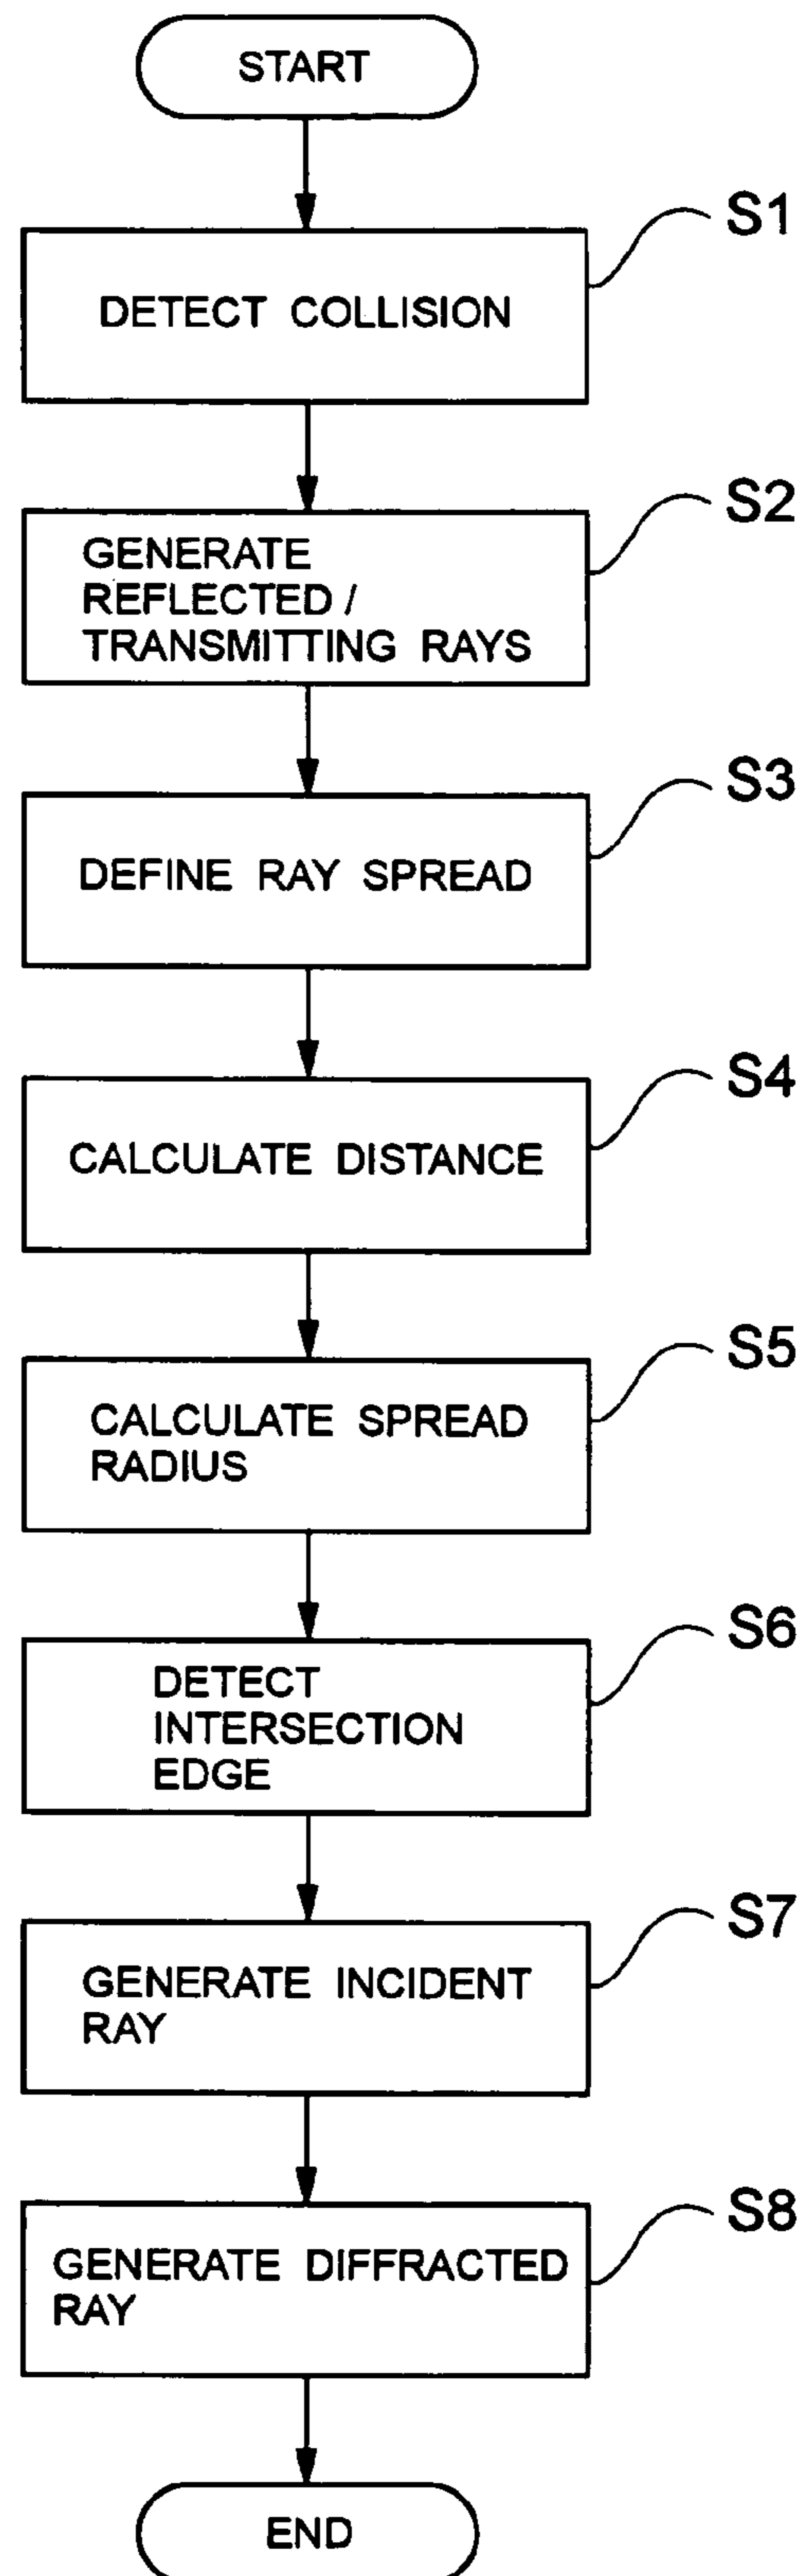 START
S1
DETECT COLLISION
S2
GENERATE
REFLECTED /
TRANSMITTING RAYS
S3
DEFINE RAY SPREAD
S4
CALCULATE DISTANCE
S5
CALCULATE SPREAD
RADIUS
S6
DETECT
INTERSECTION
EDGE
S7
GENERATE INCIDENT
RAY
S8
GENERATE DIFFRACTED
RAY
END